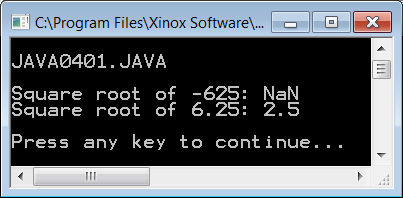 C:\Program Files\Xinox Software\...
JAVA0401.JAVA
Square root of -625: NaN
Square root of 6.25: 2.5
Press any key to continue...